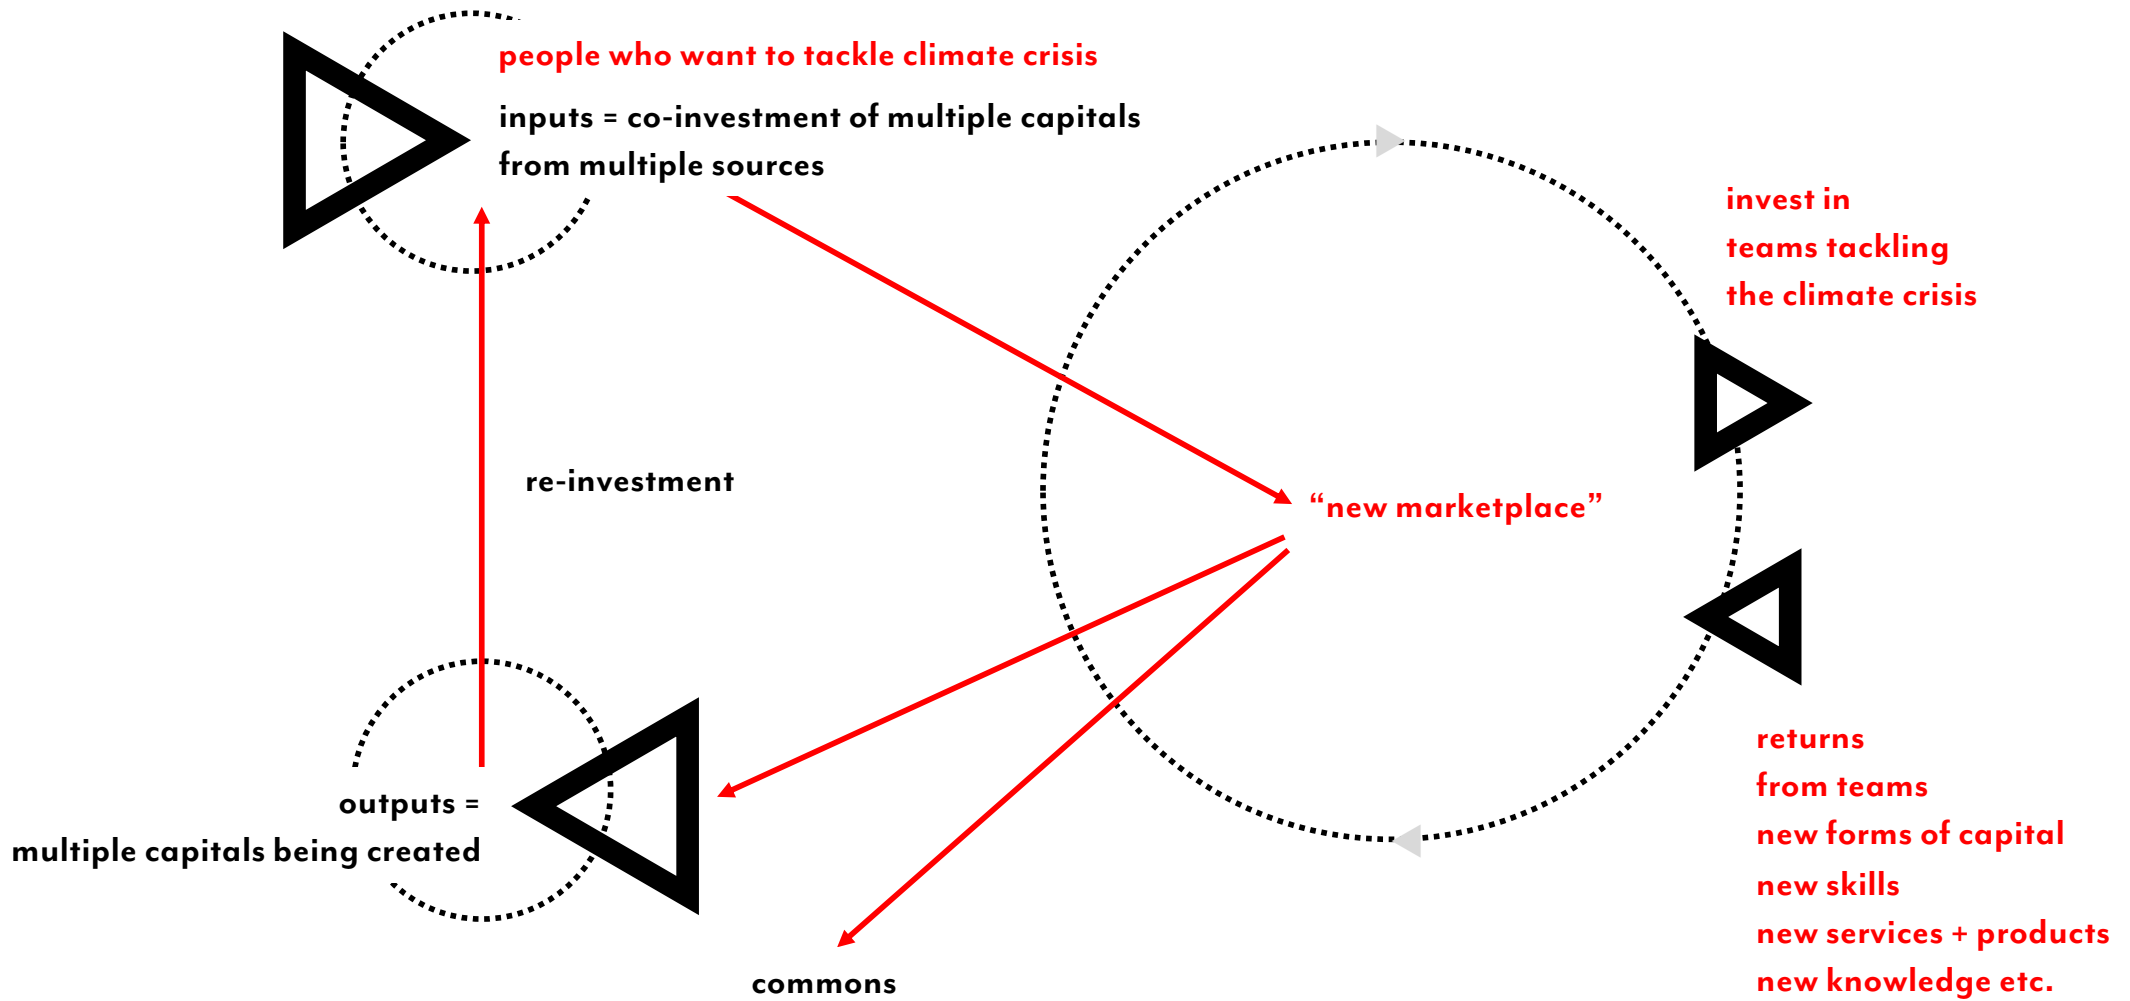 people who want to tackle climate crisis
inputs = co-investment of multiple capitals
from multiple sources
invest in
teams tackling
the climate crisis
re-investment
“new marketplace”
outputs =
multiple capitals being created
returns
from teams
new forms of capital
new skills
new services + products
new knowledge etc.
commons